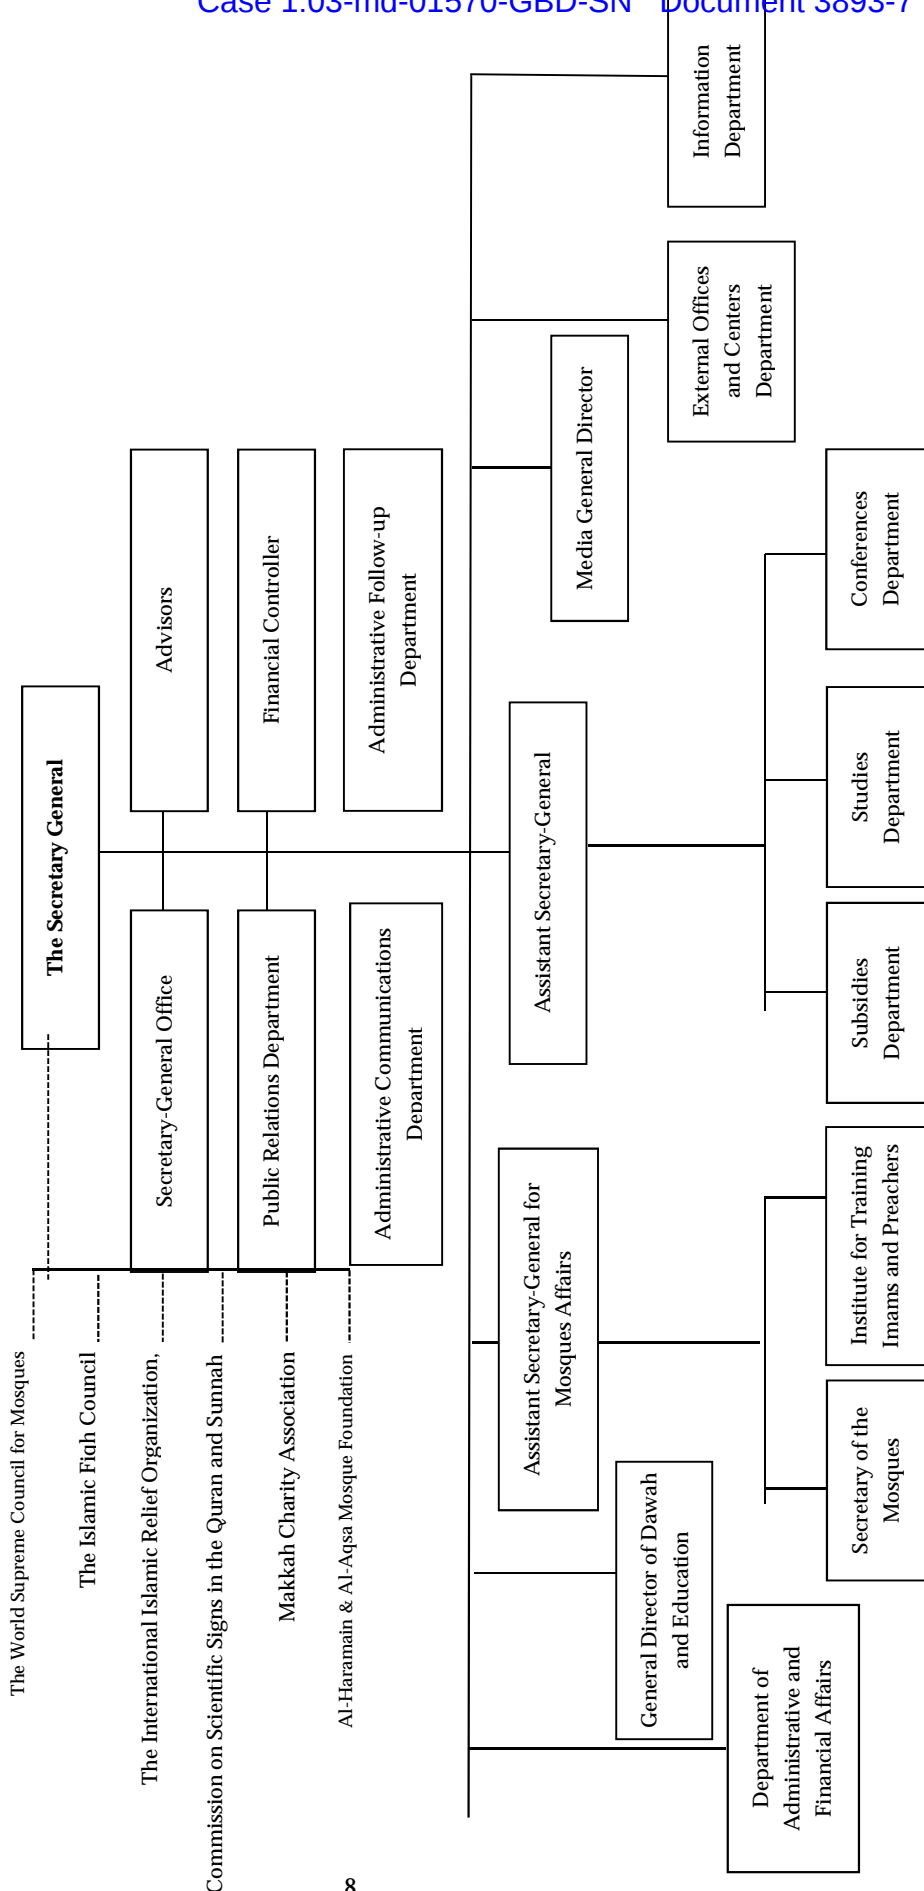 Case 1:03-md-01570-GBD-SN Document 3893-7
The Secretary General
Secretary-General Office
Advisors
Public Relations Department
Financial Controller
Administrative Communications
Department
Administrative Follow-up
Department
The World Supreme Council for Mosques
The Islamic Fiqh Council
The International Islamic Relief Organization,
Commission on Scientific Signs in the Quran and Sunnah
Makkah Charity Association
Al-Haramain & Al-Aqsa Mosque Foundation
Department of
Administrative and
Financial Affairs
General Director of Dawah
and Education
Assistant Secretary-General for
Mosques Affairs
Assistant Secretary-General
Media General Director
External Offices
and Centers
Department
Information
Department
Secretary of the
Mosques
Institute for Training
Imams and Preachers
Subsidies
Department
Studies
Department
Conferences
Department
8